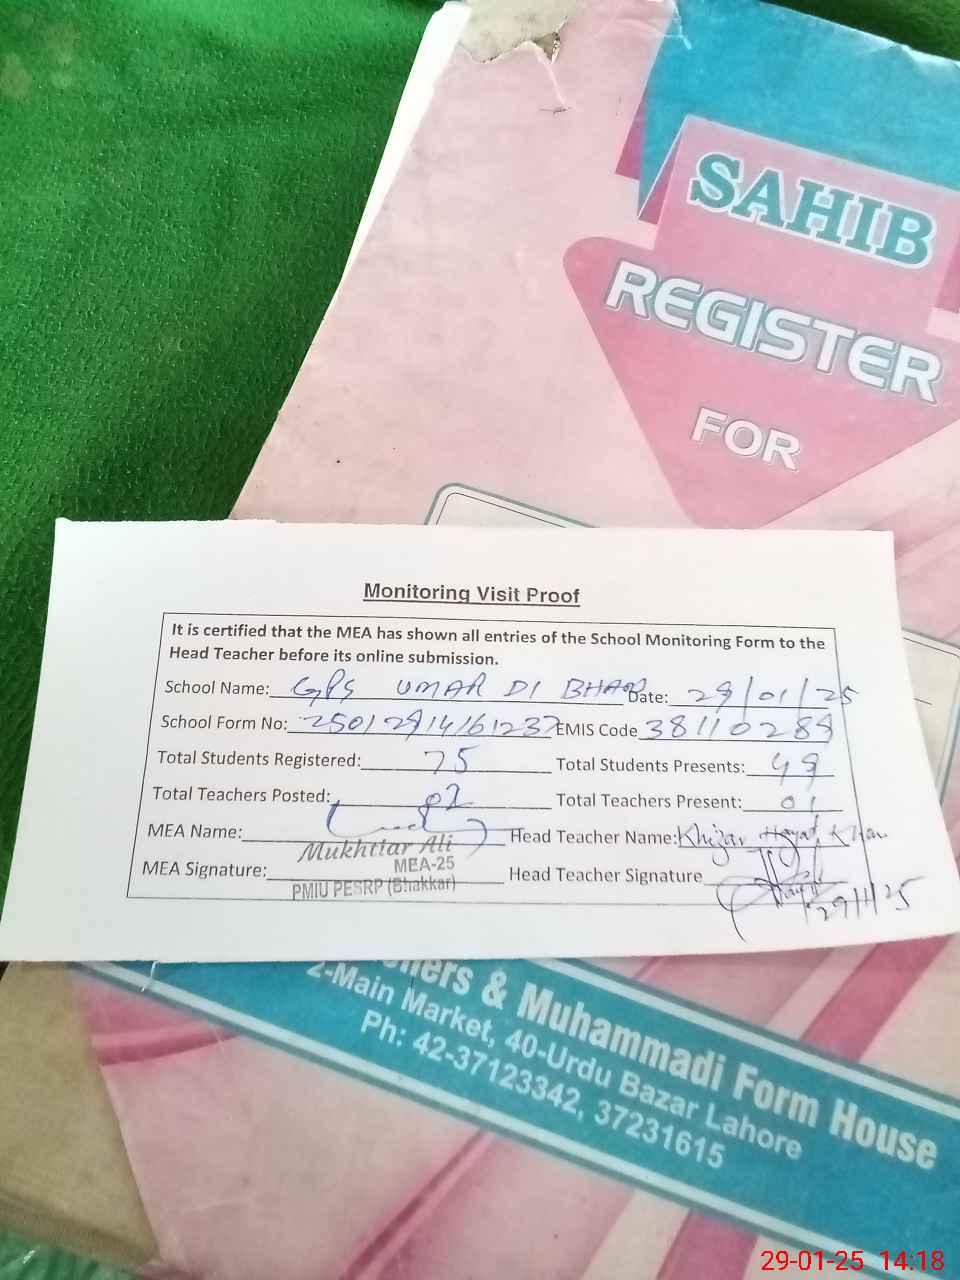 SAHIB
REGISTER
FOR
Monitoring Visit Proof
It is certified that the MEA has shown all entries of the School Monitoring Form to the
Head Teacher before its online submission.
School Name: GPS UMAR DI BHAN Date: 29/01/25
School Form No: 2501291461237 EMIS Code 38110289
Total Students Registered: 75 Total Students Presents: 49
Total Teachers Posted: 02 Total Teachers Present: 01
MEA Name: Head Teacher Name: Khizar Hayat Khan
Mukhtiar Ali
MEA-25
MEA Signature: Head Teacher Signature
PMIU PESRP (Bhakkar)
29/1/25
& Muhammadi Form House
2-Main Market, 40-Urdu Bazar Lahore
Ph: 42-37123342, 37231615
29-01-25 14:18